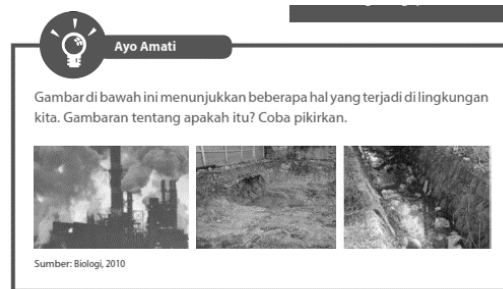 Ayo Amati
Gambar di bawah ini menunjukkan beberapa hal yang terjadi di lingkungan
kita. Gambaran tentang apakah itu? Coba pikirkan.
Sumber: Biologi, 2010